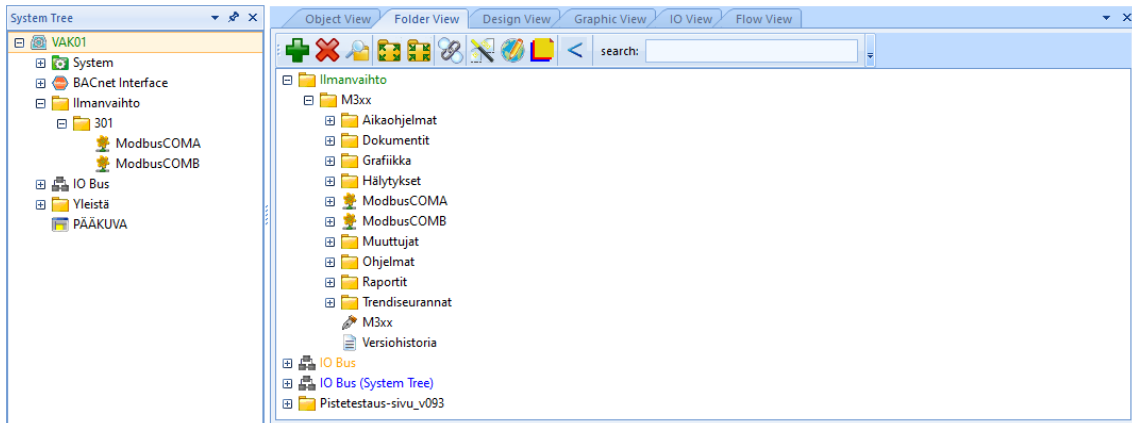 System Tree
VAK01
System
BACnet Interface
Ilmanvaihto
301
ModbusCOMA
ModbusCOMB
IO Bus
Yleistä
PÄÄKUVA
Object View Folder View Design View Graphic View IO View Flow View
search:
Ilmanvaihto
M3xx
Aikaohjelmat
Dokumentit
Grafiikka
Hälytykset
ModbusCOMA
ModbusCOMB
Muuttujat
Ohjelmat
Raportit
Trendiseurannat
M3xx
Versiohistoria
IO Bus
IO Bus (System Tree)
Pistetestaus-sivu_v093